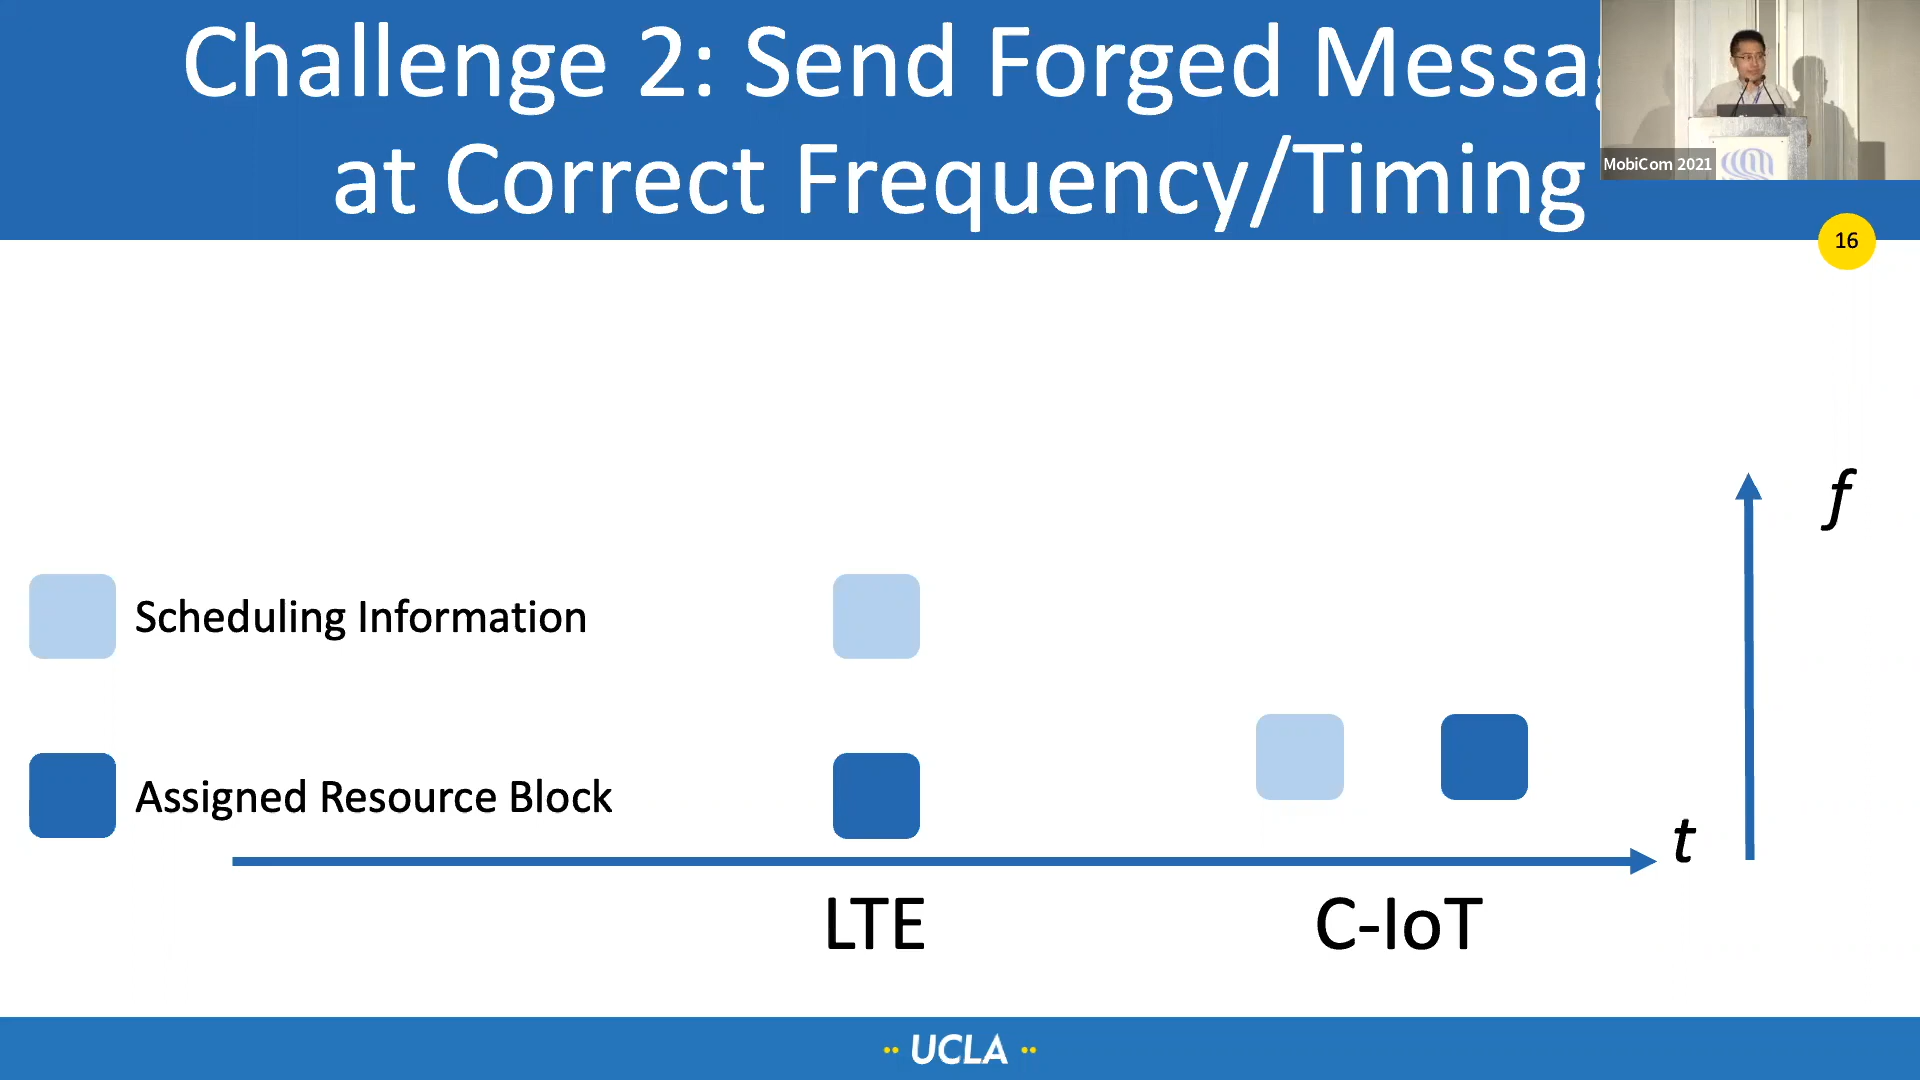 Challenge 2: Send Forged
at Correct Frequency/Timing
MobiCom 2021
16
f
Scheduling Information
Assigned Resource Block
t
LTE
C-IoT
UCLA